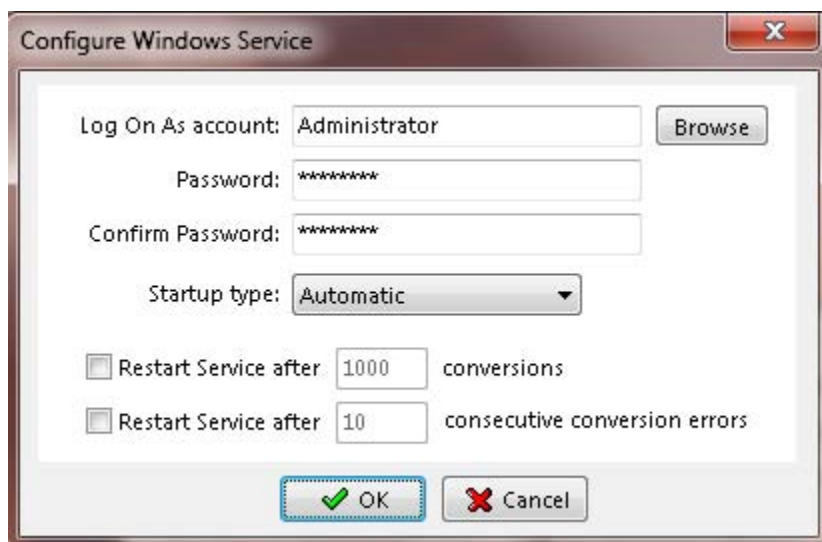 Configure Windows Service
Log On As account: Administrator Browse
Password: ********
Confirm Password: ********
Startup type: Automatic
Restart Service after 1000 conversions
Restart Service after 10 consecutive conversion errors
OK Cancel